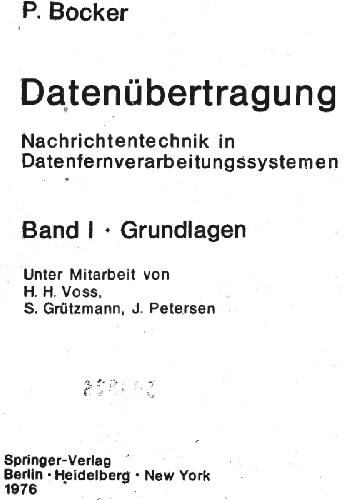 P. Bocker
Datenübertragung
Nachrichtentechnik in
Datenfernverarbeitungssystemen
Band I · Grundlagen
Unter Mitarbeit von
H. H. Voss,
S. Grützmann, J. Petersen
Springer-Verlag
Berlin · Heidelberg · New York
1976